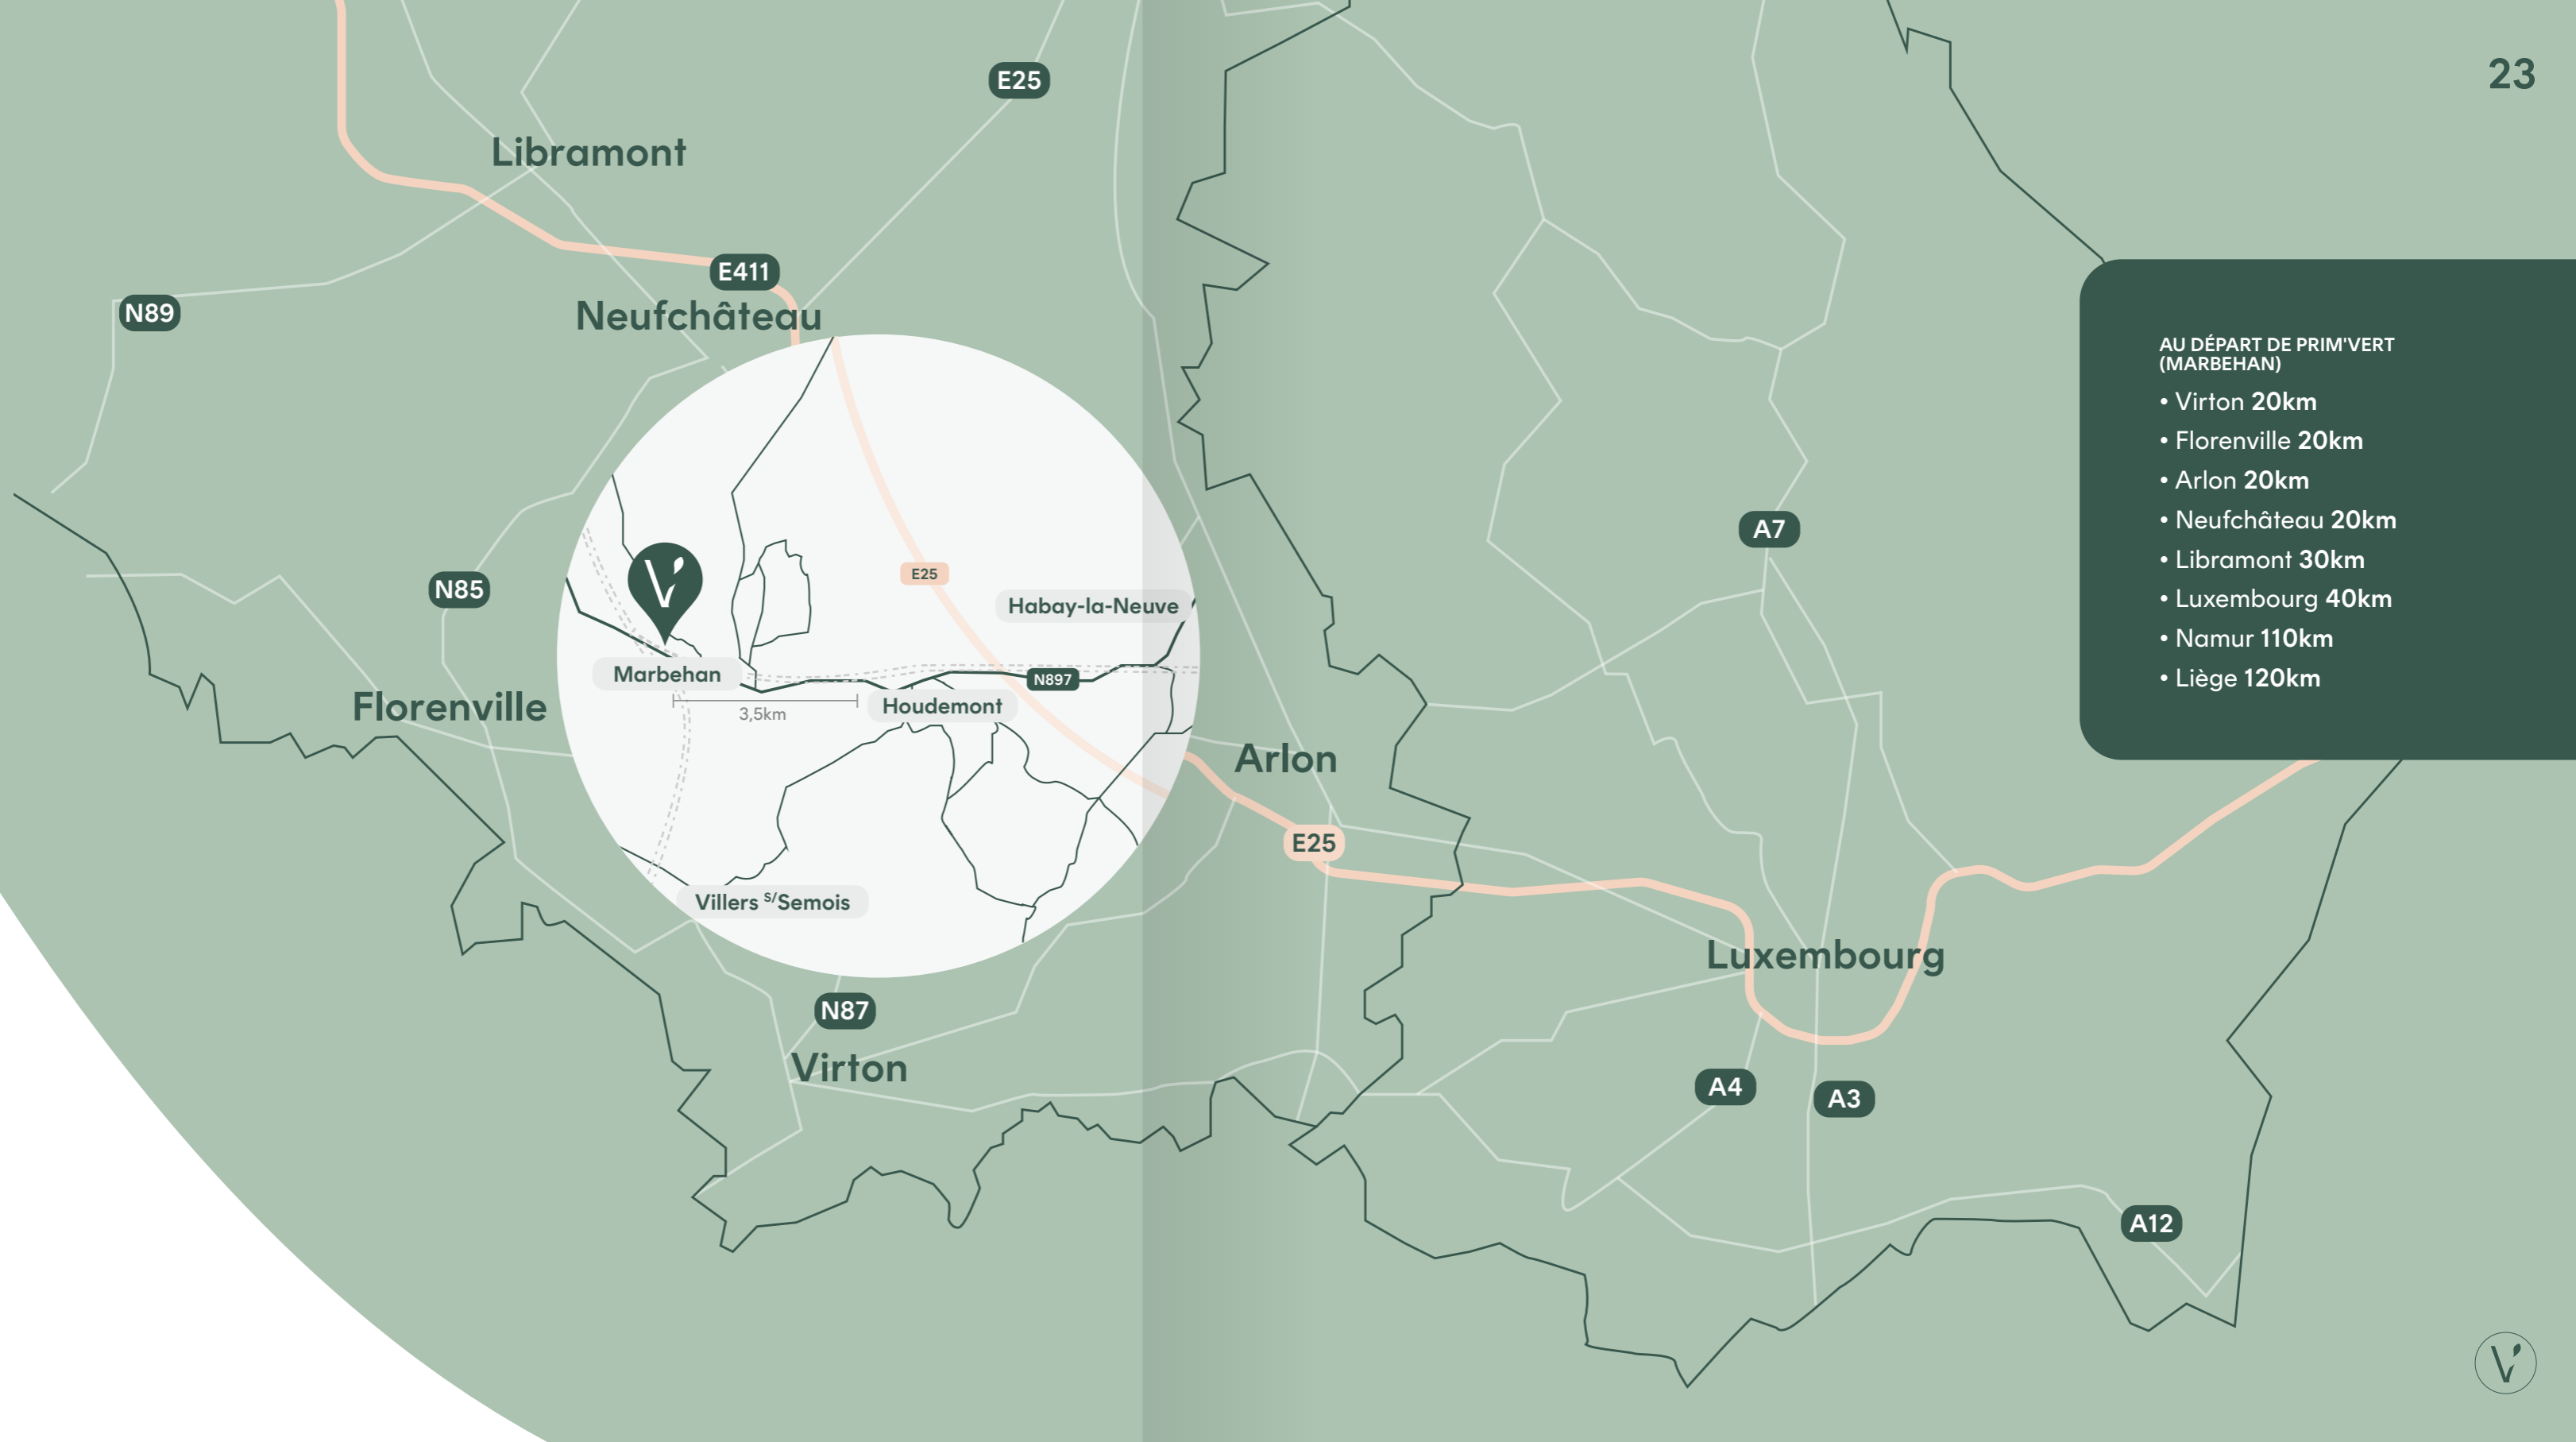 23
E25
Libramont
E411
Neufchâteau
N89
AU DÉPART DE PRIM'VERT
(MARBEHAN)
• Virton 20km
• Florenville 20km
• Arlon 20km
• Neufchâteau 20km
• Libramont 30km
• Luxembourg 40km
• Namur 110km
• Liège 120km
A7
E25
N85
Habay-la-Neuve
Marbehan
N897
Florenville
3,5km
Houdemont
Arlon
E25
Villers S/Semois
Luxembourg
N87
Virton
A4
A3
A12